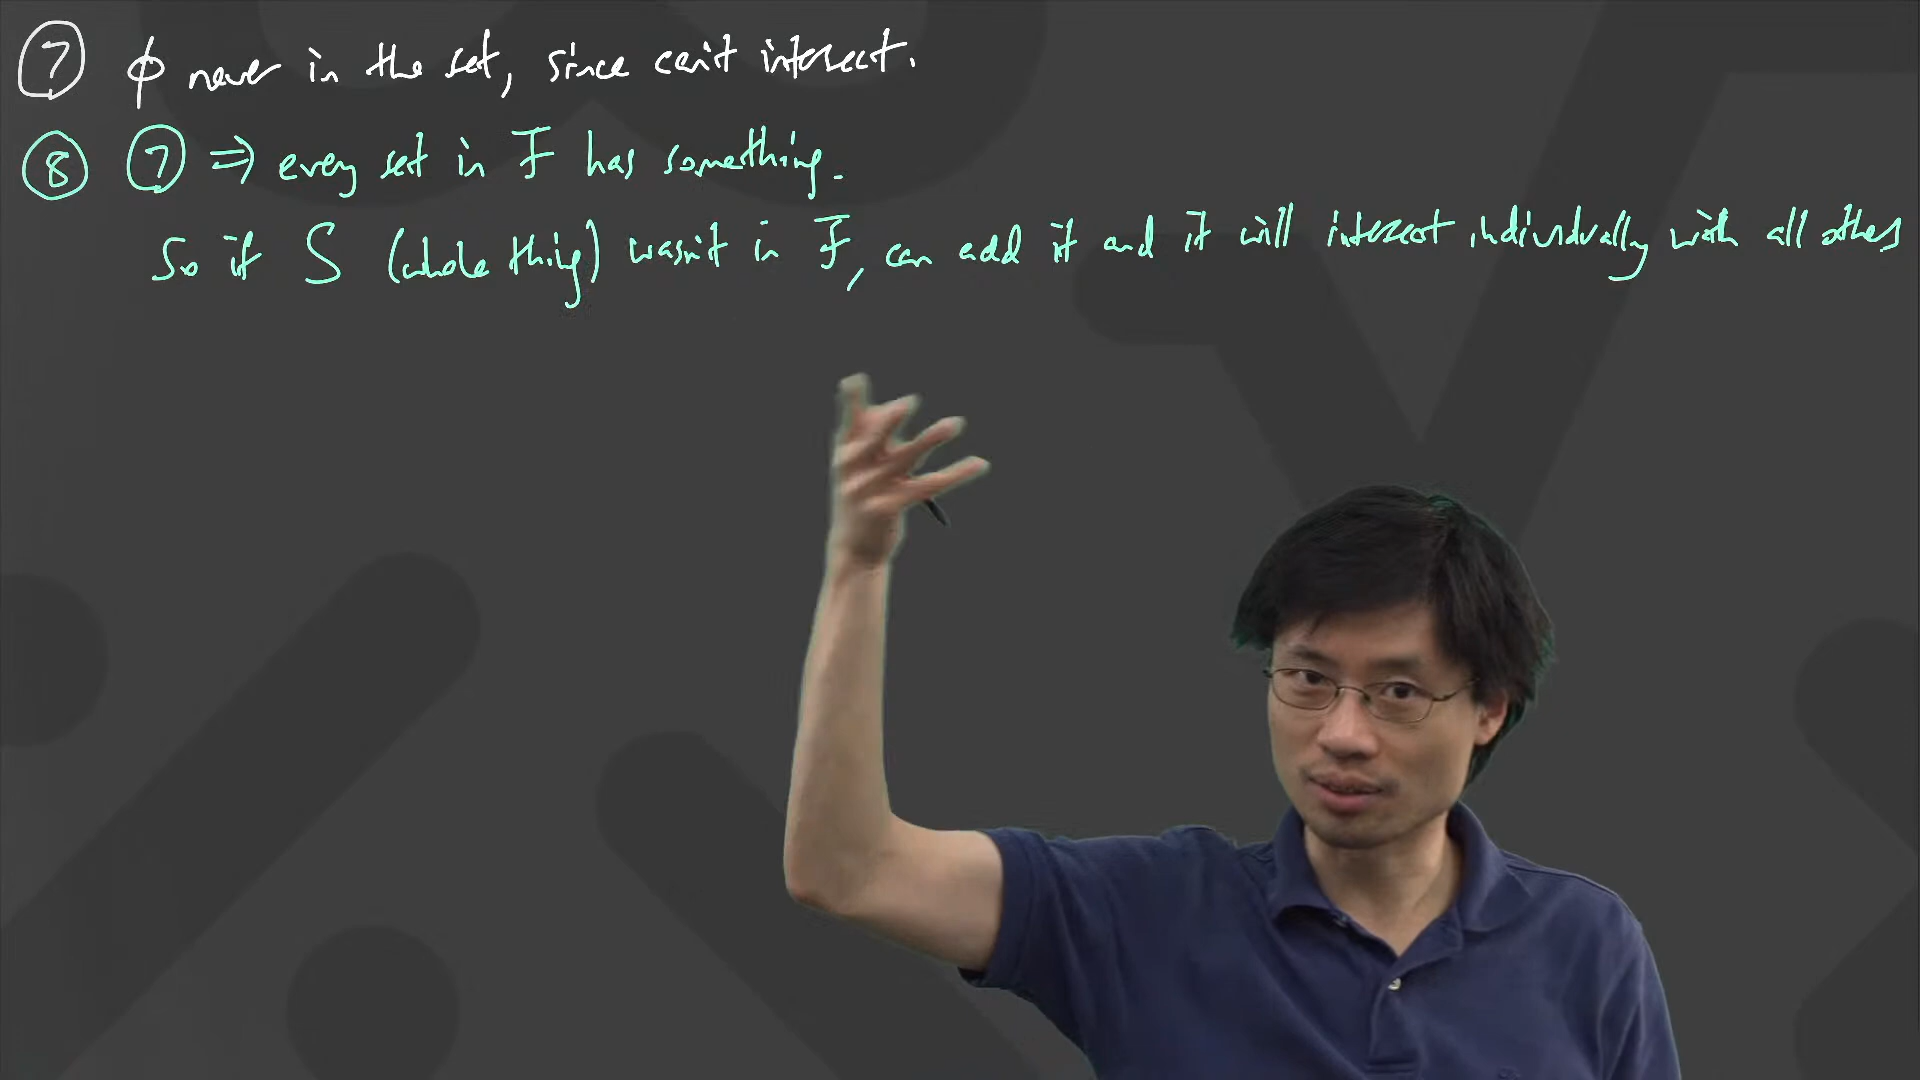 ⑦ ϕ never in the set, since can't intersect.
⑧ ⑦ ⇒ every set in F has something.
So if S (whole thing) wasn't in F, can add it and it will intersect individually with all others